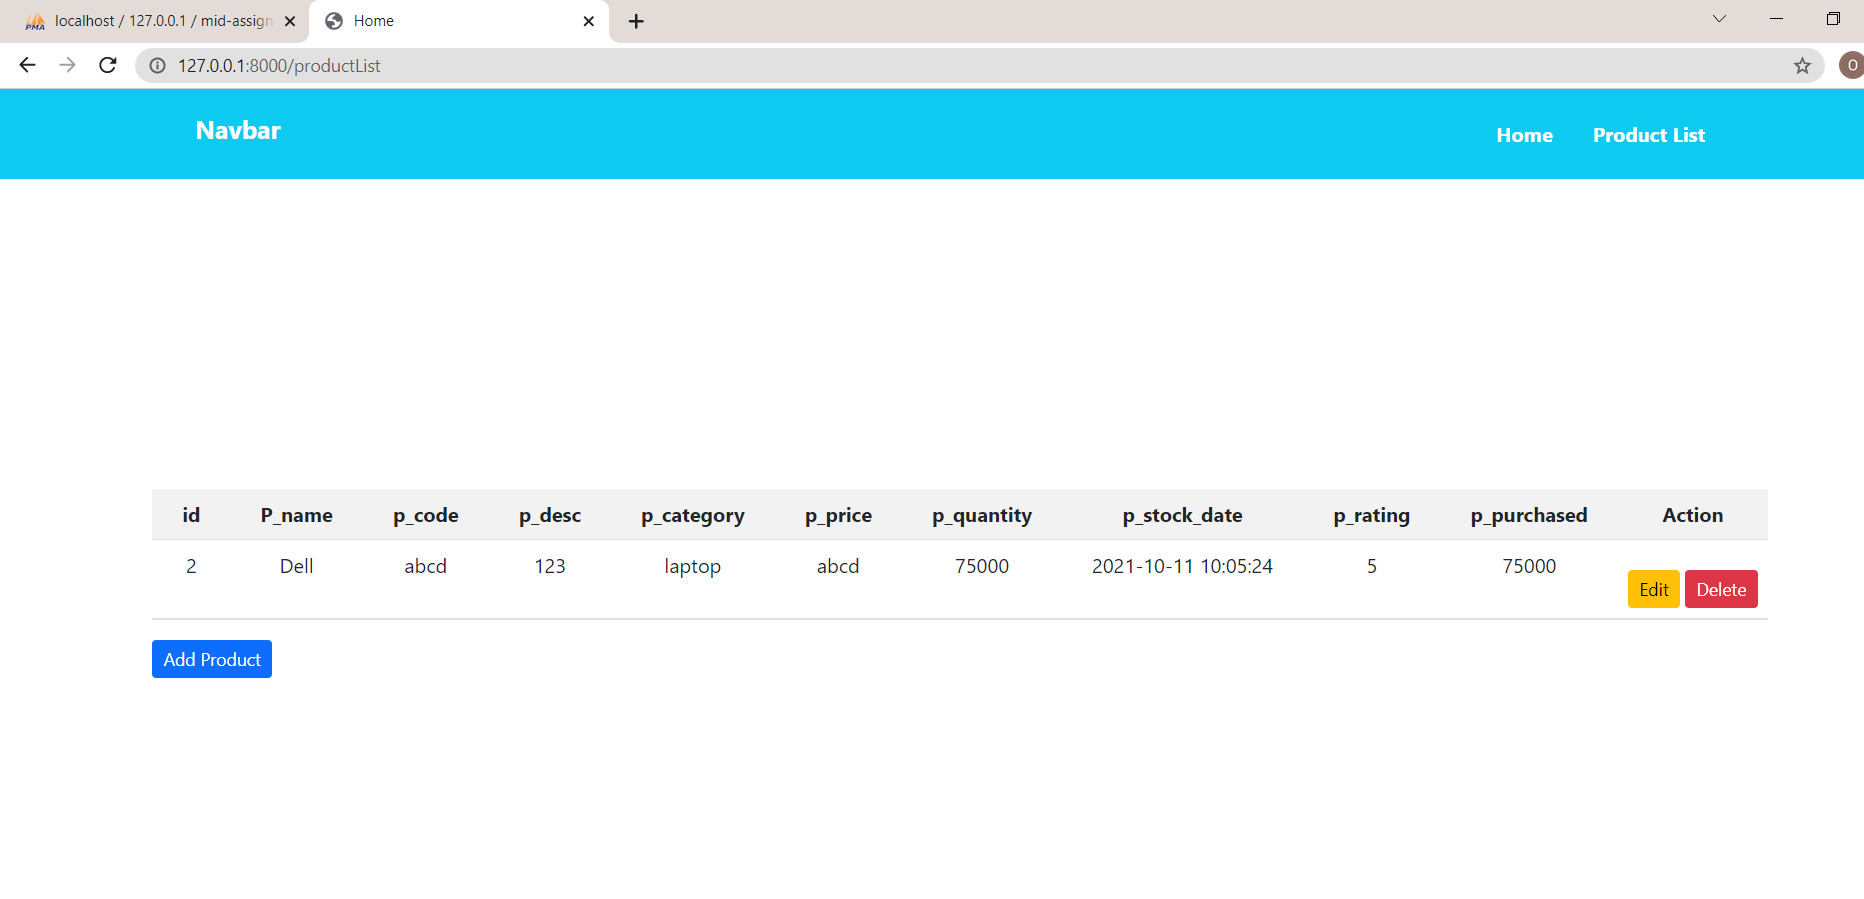 PMA localhost / 127.0.0.1 / mid-assign
Home
127.0.0.1:8000/productList
O
Navbar
Home Product List
id P_name p_code p_desc p_category p_price p_quantity p_stock_date p_rating p_purchased Action
2 Dell abcd 123 laptop abcd 75000 2021-10-11 10:05:24 5 75000
Edit Delete
Add Product